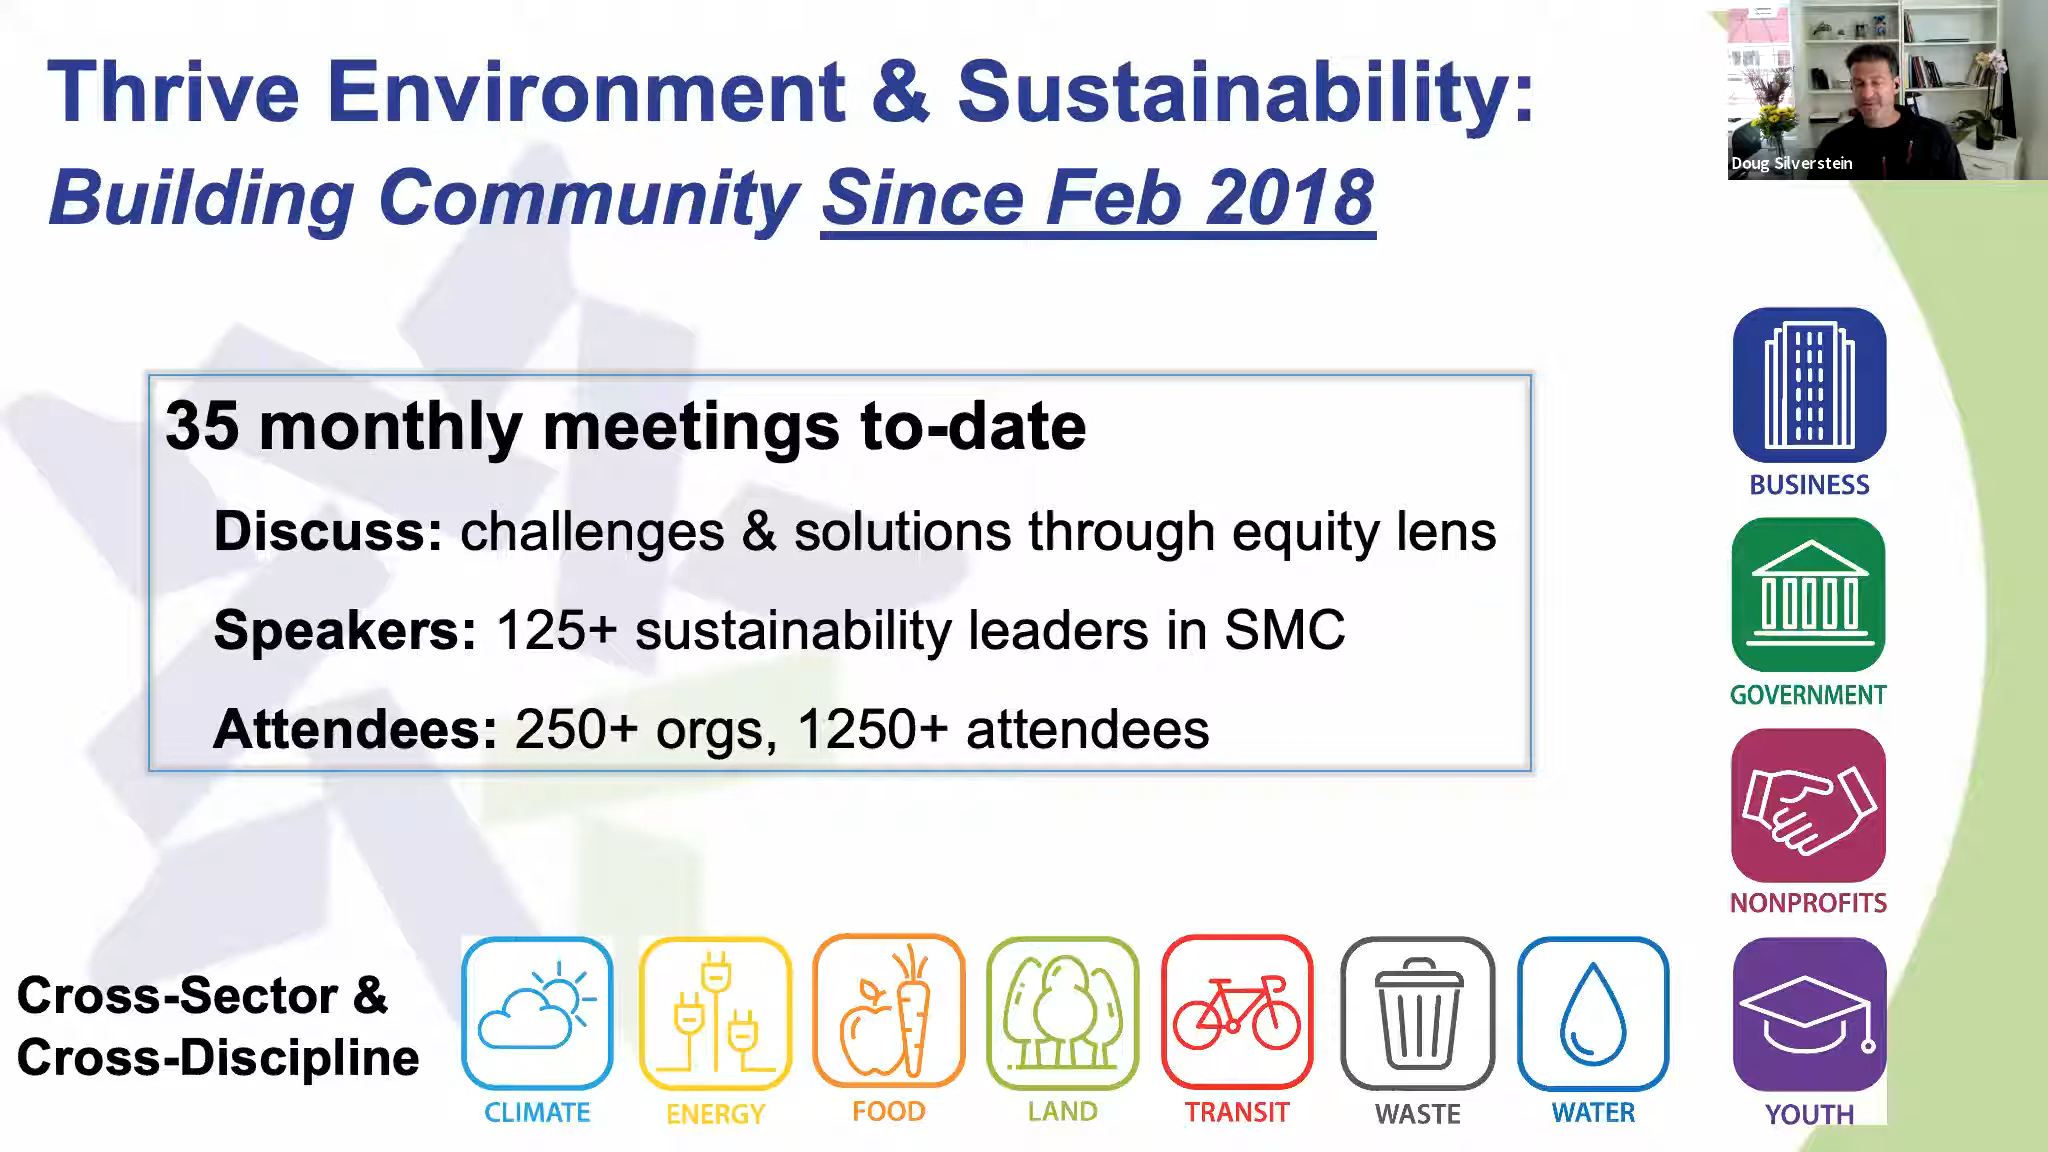 Thrive Environment & Sustainability:
Building Community Since Feb 2018
Doug Silverstein
35 monthly meetings to-date
Discuss: challenges & solutions through equity lens
Speakers: 125+ sustainability leaders in SMC
Attendees: 250+ orgs, 1250+ attendees
BUSINESS
GOVERNMENT
NONPROFITS
YOUTH
Cross-Sector &
Cross-Discipline
CLIMATE
ENERGY
FOOD
LAND
TRANSIT
WASTE
WATER